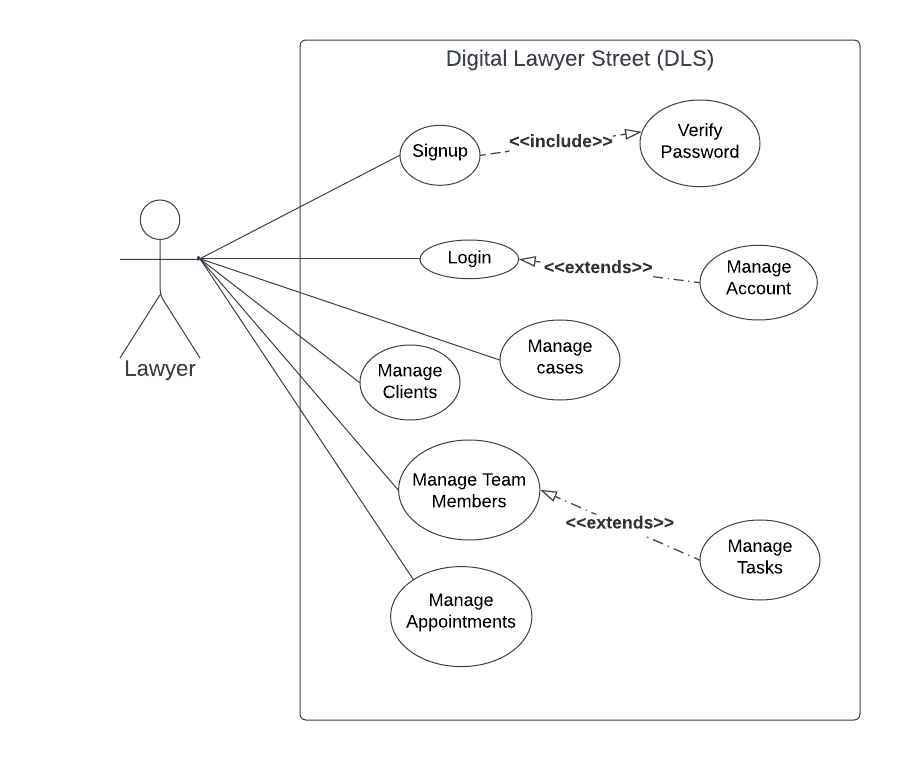 Digital Lawyer Street (DLS)
Signup
<<include>>
Verify
Password
Login
<<extends>>
Manage
Account
Lawyer
Manage
cases
Manage
Clients
Manage Team
Members
<<extends>>
Manage
Tasks
Manage
Appointments